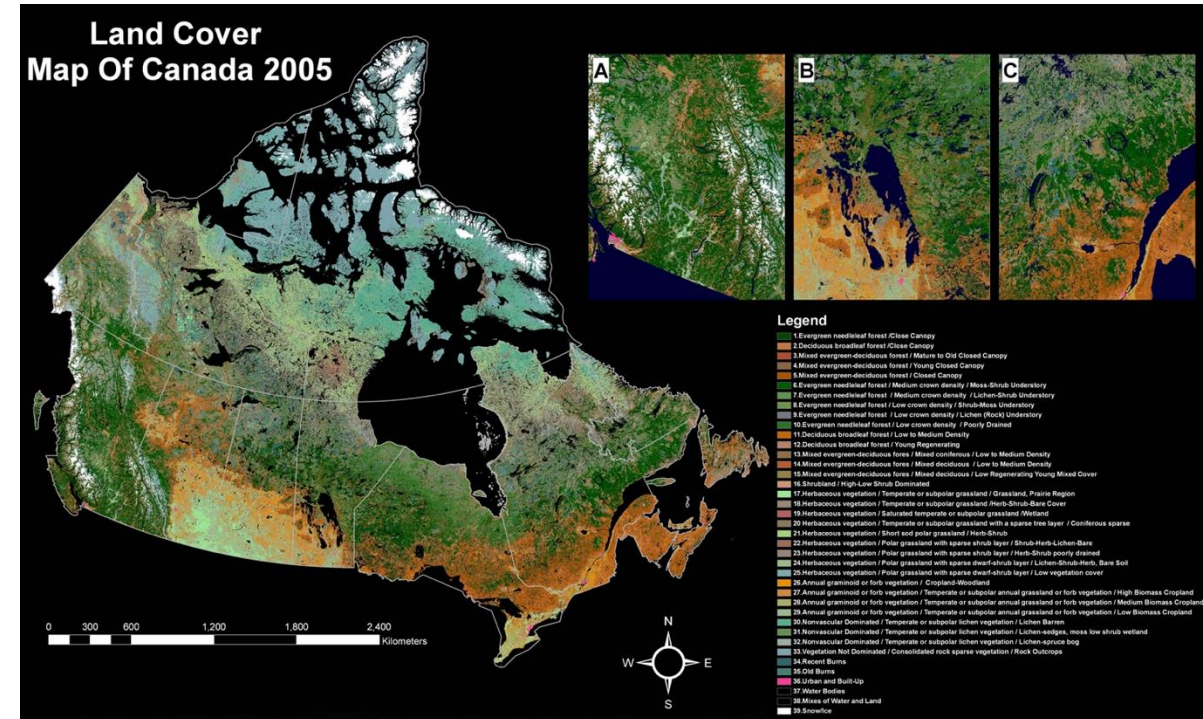 Land Cover
Map Of Canada 2005
A
B
C
Legend
1.Evergreen needleleaf forest /Close Canopy
2.Deciduous broadleaf forest /Close Canopy
3.Mixed evergreen-deciduous forest / Mature to Old Closed Canopy
4.Mixed evergreen-deciduous forest / Young Closed Canopy
5.Mixed evergreen-deciduous forest / Closed Canopy
6.Evergreen needleleaf forest / Medium crown density / Moss-Shrub Understory
7.Evergreen needleleaf forest / Medium crown density / Lichen-Shrub Understory
8.Evergreen needleleaf forest / Low crown density / Shrub-Moss Understory
9.Evergreen needleleaf forest / Low crown density / Lichen (Rock) Understory
10.Evergreen needleleaf forest / Low crown density / Poorly Drained
11.Deciduous broadleaf forest / Low to Medium Density
12.Deciduous broadleaf forest / Young Regenerating
13.Mixed evergreen-deciduous fores / Mixed coniferous / Low to Medium Density
14.Mixed evergreen-deciduous fores / Mixed deciduous / Low to Medium Density
15.Mixed evergreen-deciduous fores / Mixed deciduous / Low Regenerating Young Mixed Cover
16.Shrubland / High-Low Shrub Dominated
17.Herbaceous vegetation / Temperate or subpolar grassland / Grassland, Prairie Region
18.Herbaceous vegetation / Temperate or subpolar grassland /Herb-Shrub-Bare Cover
19.Herbaceous vegetation / Saturated temperate or subpolar grassland /Wetland
20.Herbaceous vegetation / Temperate or subpolar grassland with a sparse tree layer / Coniferous sparse
21.Herbaceous vegetation / Short sod polar grassland / Herb-Shrub
22.Herbaceous vegetation / Polar grassland with sparse shrub layer / Shrub-Herb-Lichen-Bare
23.Herbaceous vegetation / Polar grassland with sparse shrub layer / Herb-Shrub poorly drained
24.Herbaceous vegetation / Polar grassland with sparse dwarf-shrub layer / Lichen-Shrub-Herb, Bare Soil
25.Herbaceous vegetation / Polar grassland with sparse dwarf-shrub layer / Low vegetation cover
26.Annual graminoid or forb vegetation / Cropland-Woodland
27.Annual graminoid or forb vegetation / Temperate or subpolar annual grassland or forb vegetation / High Biomass Cropland
28.Annual graminoid or forb vegetation / Temperate or subpolar annual grassland or forb vegetation / Medium Biomass Cropland
29.Annual graminoid or forb vegetation / Temperate or subpolar annual grassland or forb vegetation / Low Biomass Cropland
30.Nonvascular Dominated / Temperate or subpolar lichen vegetation / Lichen Barren
31.Nonvascular Dominated / Temperate or subpolar lichen vegetation / Lichen-sedges, moss low shrub wetland
32.Nonvascular Dominated / Temperate or subpolar lichen vegetation / Lichen-spruce bog
33.Vegetation Not Dominated / Consolidated rock sparse vegetation / Rock Outcrops
34.Recent Burns
35.Old Burns
36.Urban and Built-Up
37.Water Bodies
38.Mixes of Water and Land
39.Snow/Ice
0 300 600 1,200 1,800 2,400
Kilometers
N
W E
S